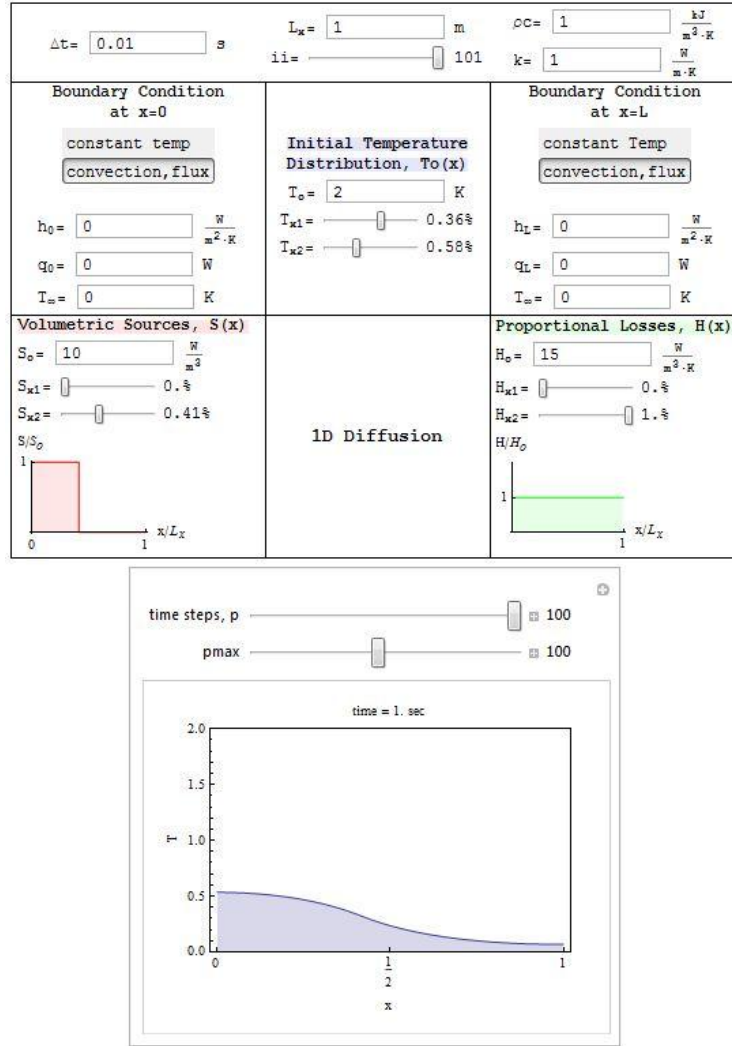 Δt= 0.01 s
Lx= 1 m
ii= 101
ρc= 1 kJ/m³·K
k= 1 W/m·K
Boundary Condition
at x=0
constant temp
convection,flux
h₀= 0 W/m²·K
q₀= 0 W
T∞= 0 K
Initial Temperature
Distribution, To(x)
Tₒ= 2 K
Tx1= 0.36%
Tx2= 0.58%
Boundary Condition
at x=L
constant Temp
convection,flux
hL= 0 W/m²·K
qL= 0 W
T∞= 0 K
Volumetric Sources, S(x)
Sₒ= 10 W/m³
Sx1= 0.%
Sx2= 0.41%
S/S₀
1
0 1
x/Lx
1D Diffusion
Proportional Losses, H(x)
Hₒ= 15 W/m³·K
Hx1= 0.%
Hx2= 1.%
H/H₀
1
1
x/Lx
time steps, p 100
pmax 100
time = 1. sec
2.0
1.5
1.0
0.5
0.0
T
0 1/2 1
x